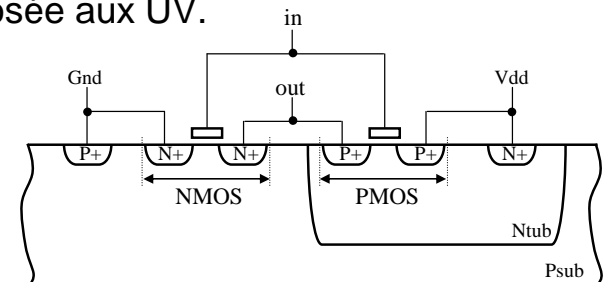 osée aux UV.
in
Gnd
out
Vdd
P+ N+ N+ P+ P+ N+
NMOS PMOS
Ntub
Psub